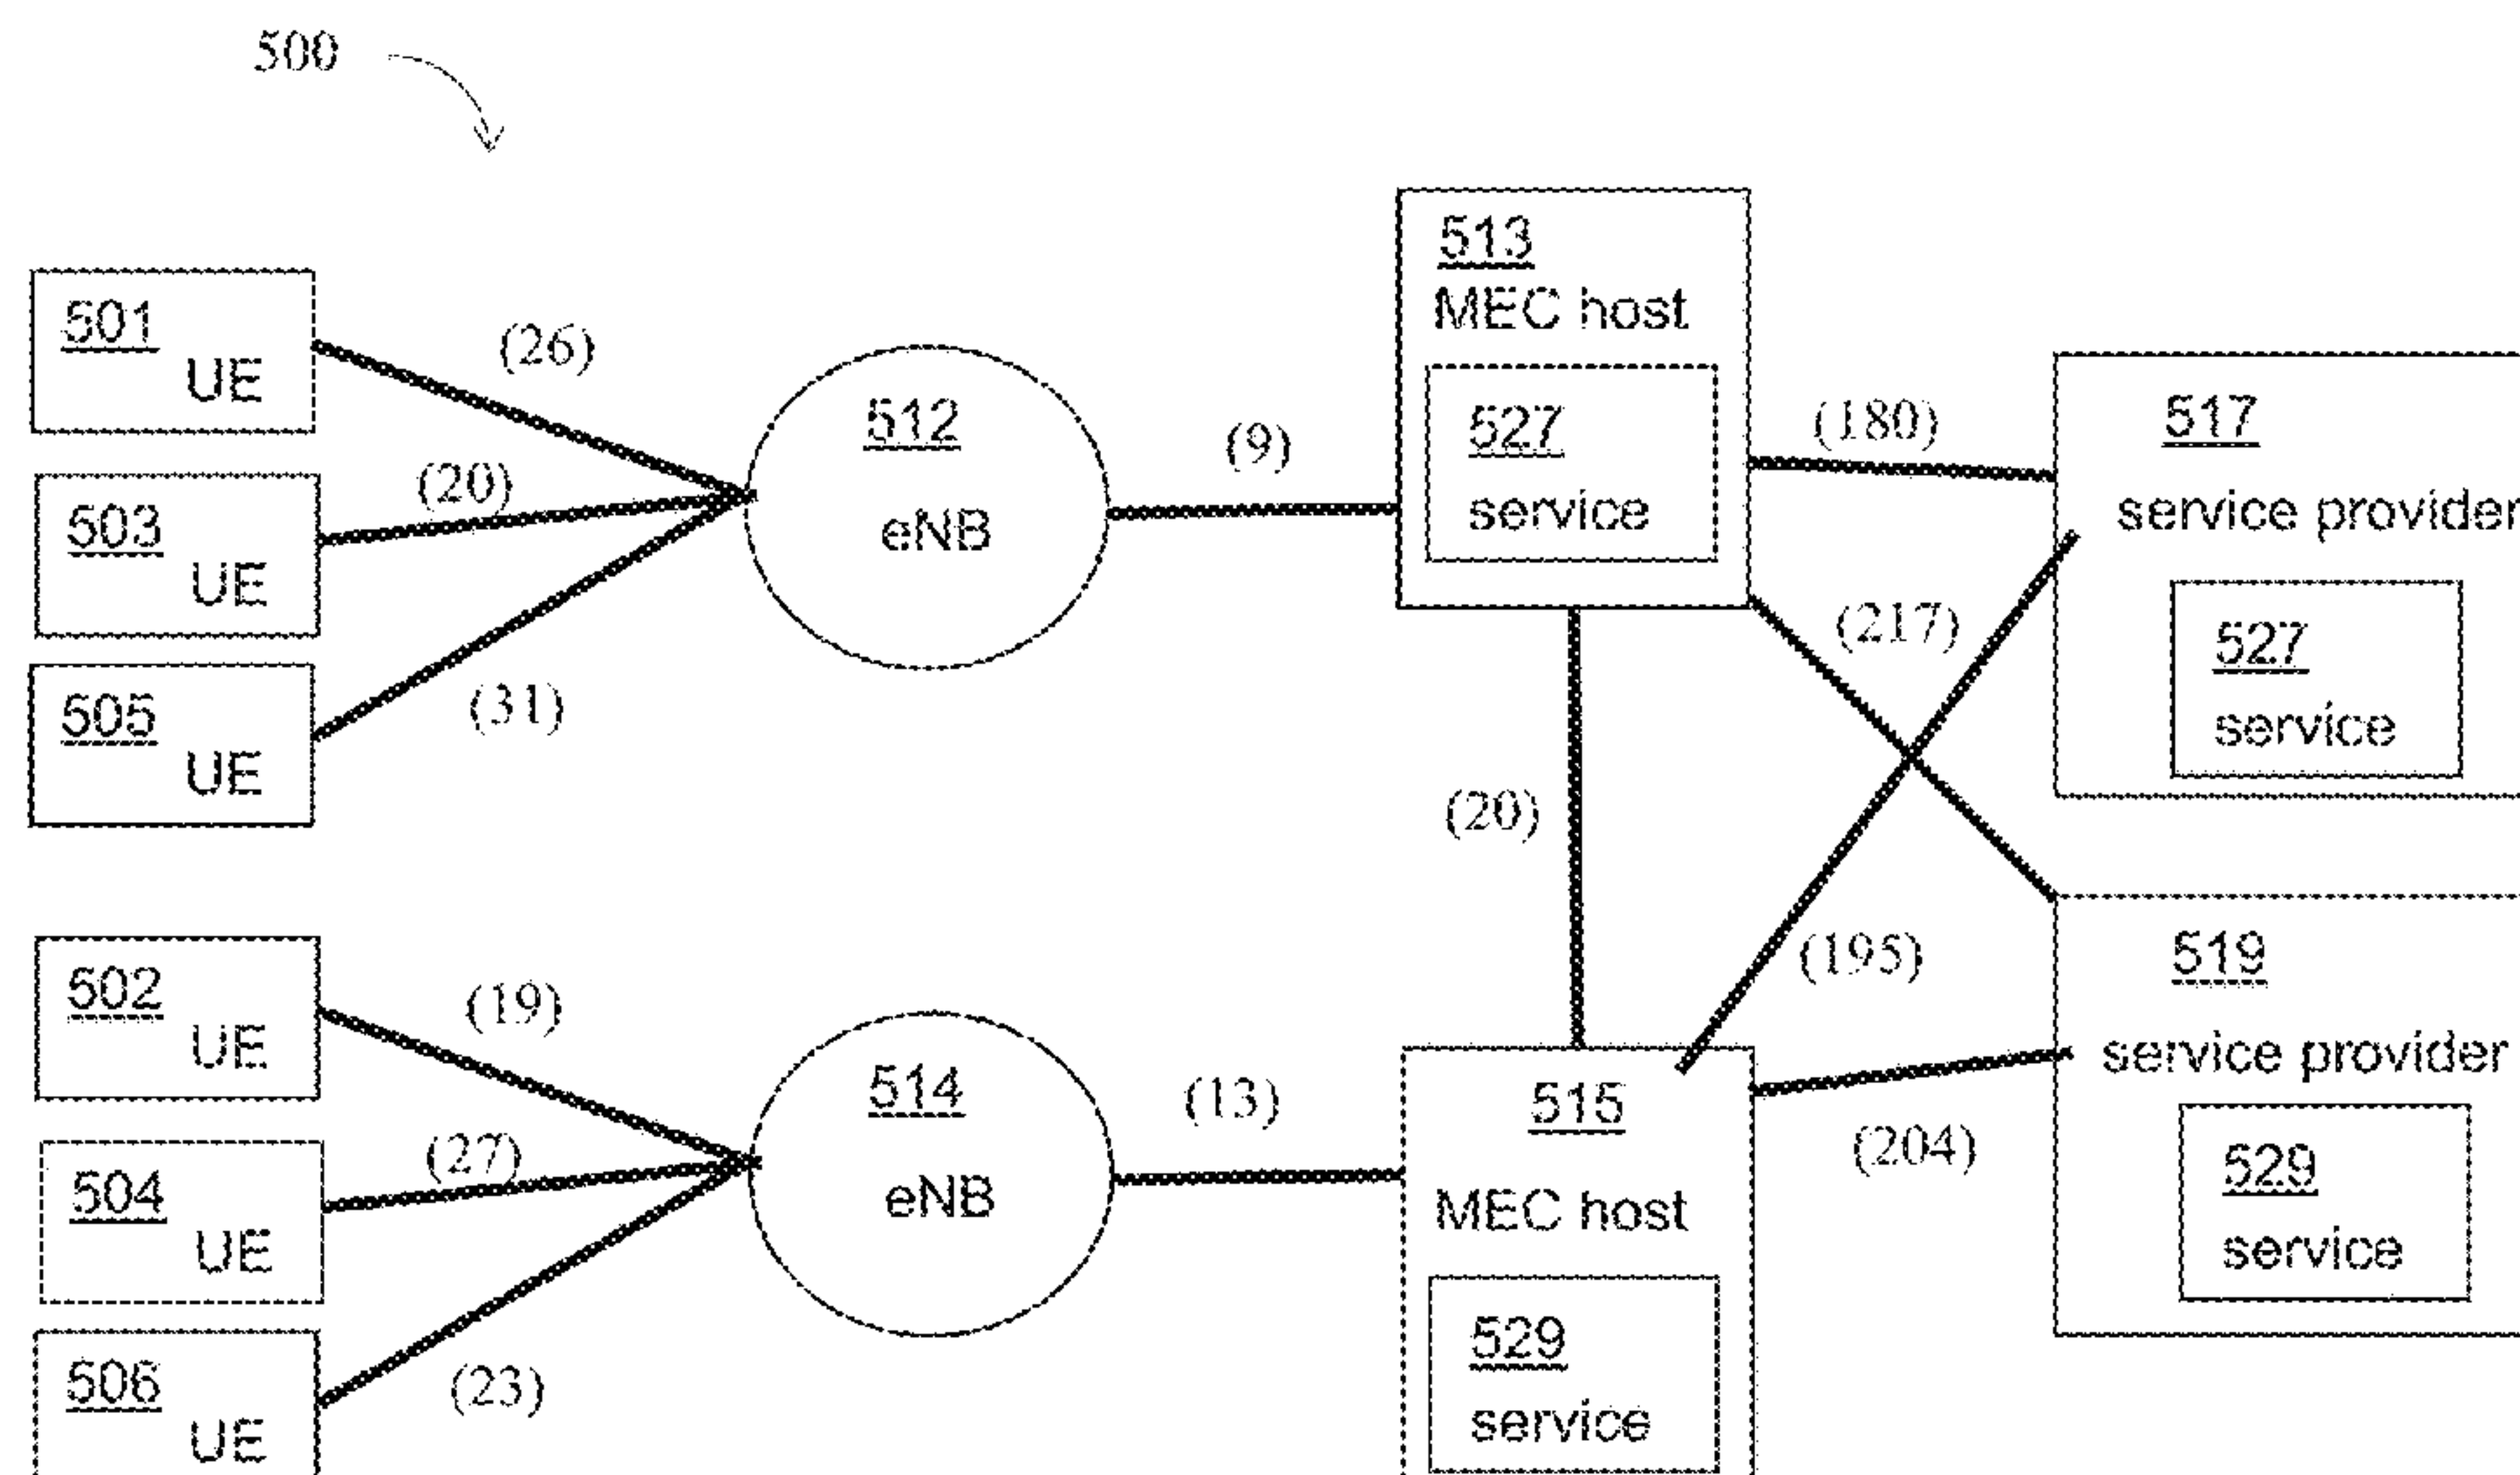 500
501
UE
(26)
503
UE
(20)
505
UE
(31)
512
eNB
(9)
513
MEC host
527
service
(180)
517
service provider
527
service
(217)
(20)
502
UE
(19)
504
UE
(27)
506
UE
(23)
514
eNB
(13)
515
MEC host
529
service
(195)
(204)
519
service provider
529
service